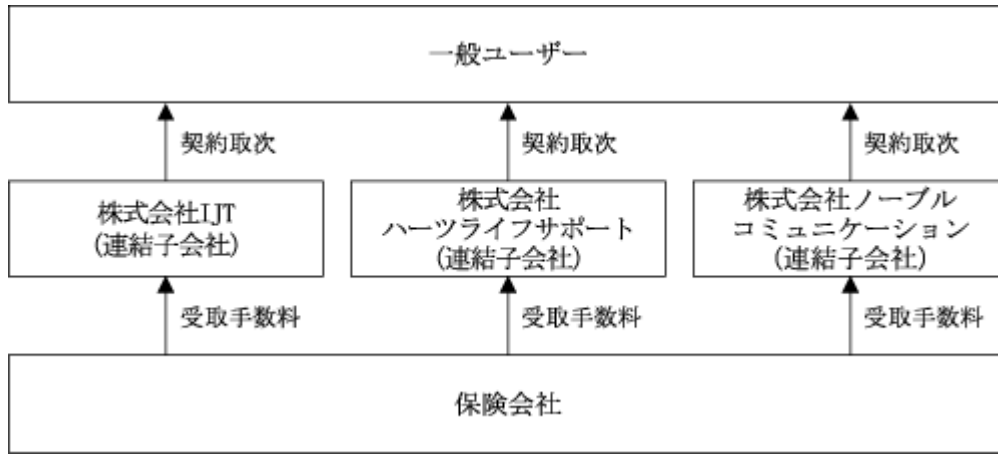 一般ユーザー
契約取次 契約取次 契約取次
株式会社IJT
(連結子会社)
株式会社
ハーツライフサポート
(連結子会社)
株式会社ノーブル
コミュニケーション
(連結子会社)
受取手数料 受取手数料 受取手数料
保険会社